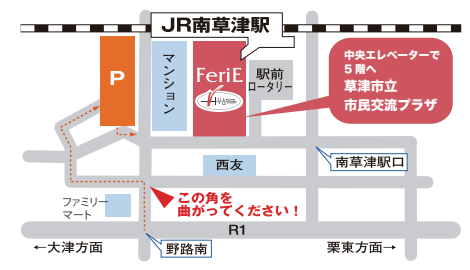 JR南草津駅
P
マンション
FeriE
駅前
ロータリー
中央エレベーターで
5階へ
草津市立
市民交流プラザ
西友
南草津駅口
ファミリー
マート
この角を
曲がってください！
R1
←大津方面
野路南
栗東方面→